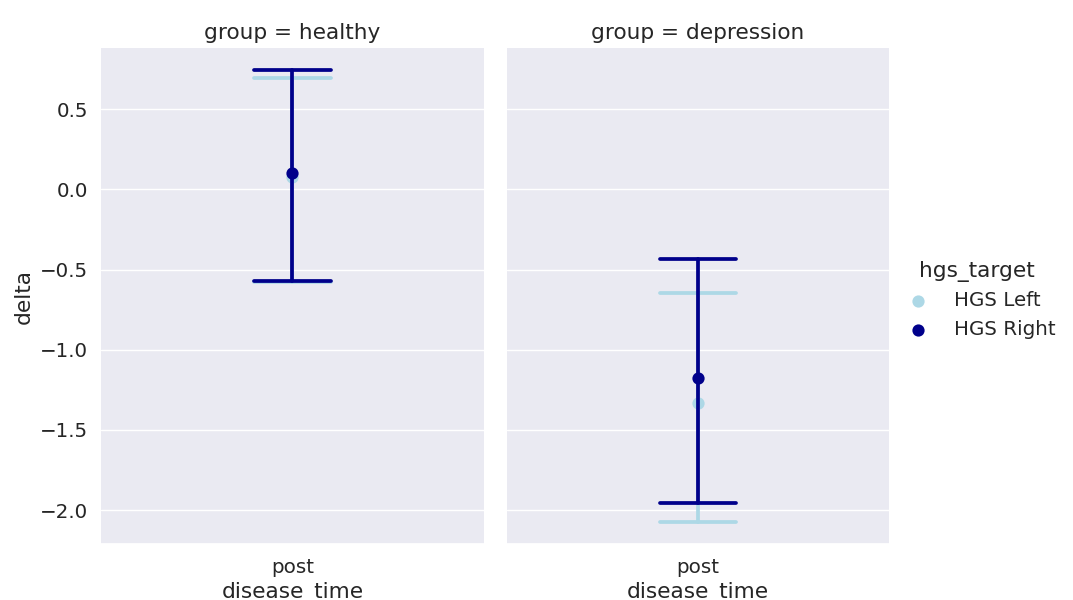 group = healthy
group = depression
0.5
0.0
−0.5
−1.0
−1.5
−2.0
delta
post
disease_time
post
disease_time
hgs_target
HGS Left
HGS Right